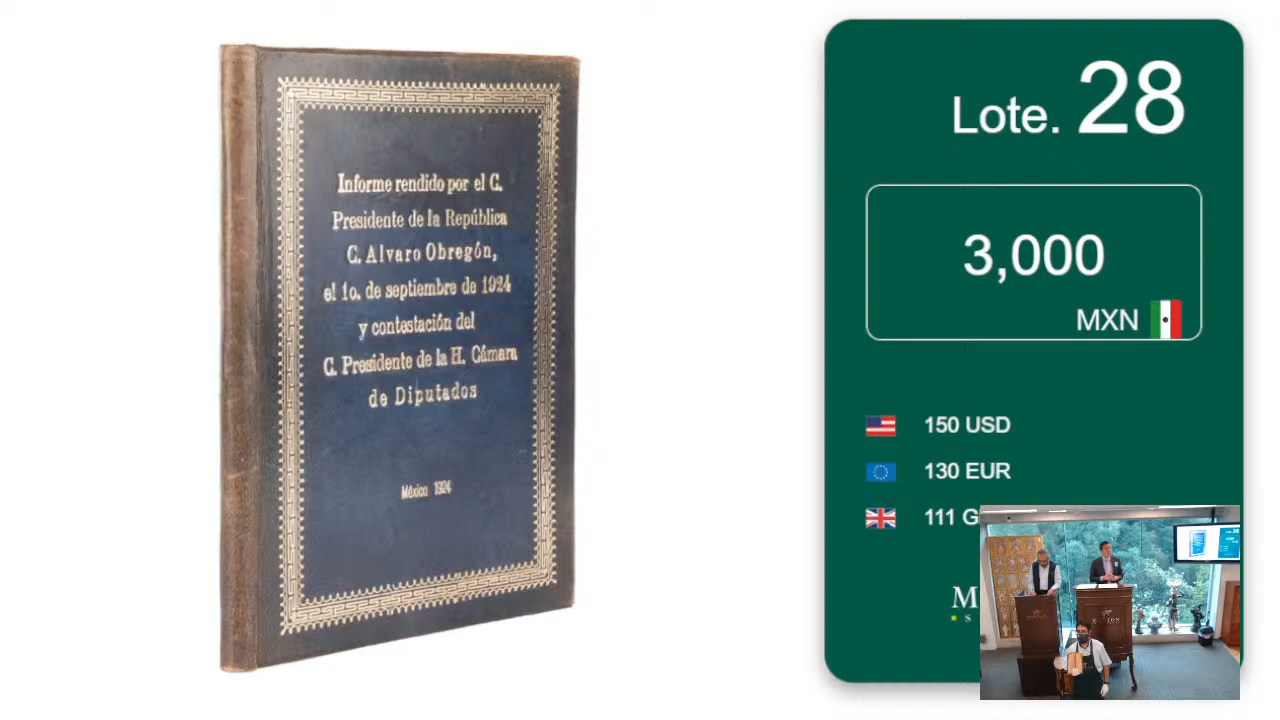 Informe rendido por el C.
Presidente de la República
C. Alvaro Obregón,
el 1o. de septiembre de 1924
y contestación del
C. Presidente de la H. Cámara
de Diputados
México 1924
Lote. 28
3,000
MXN
150 USD
130 EUR
111 G
M
S